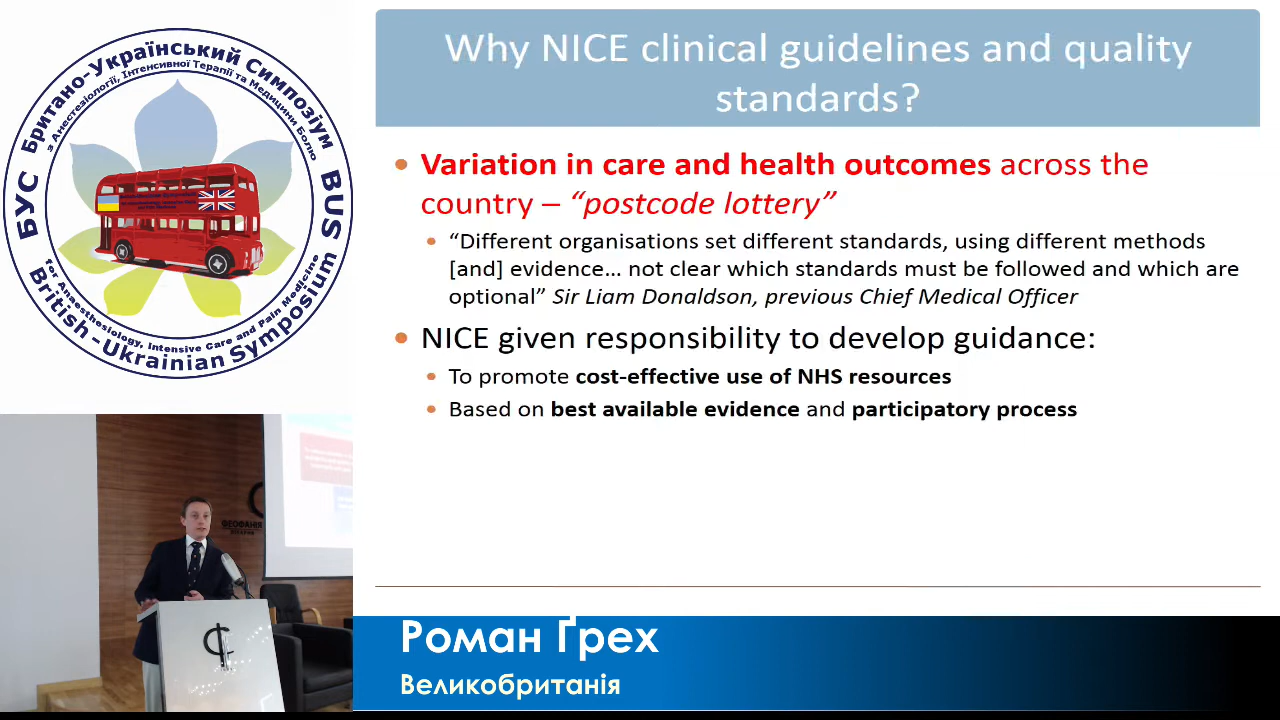 Британо-Український Симпозіум
з Анестезіології, Інтенсивної Терапії та Медицини Болю
БУС
BUS
for Anaesthesiology, Intensive Care and Pain Medicine
British-Ukrainian Symposium
Why NICE clinical guidelines and quality
standards?
• Variation in care and health outcomes across the
country – “postcode lottery”
• “Different organisations set different standards, using different methods
[and] evidence… not clear which standards must be followed and which are
optional” Sir Liam Donaldson, previous Chief Medical Officer
• NICE given responsibility to develop guidance:
• To promote cost-effective use of NHS resources
• Based on best available evidence and participatory process
ФЕОФАНІЯ
Роман Ґрех
Великобританія